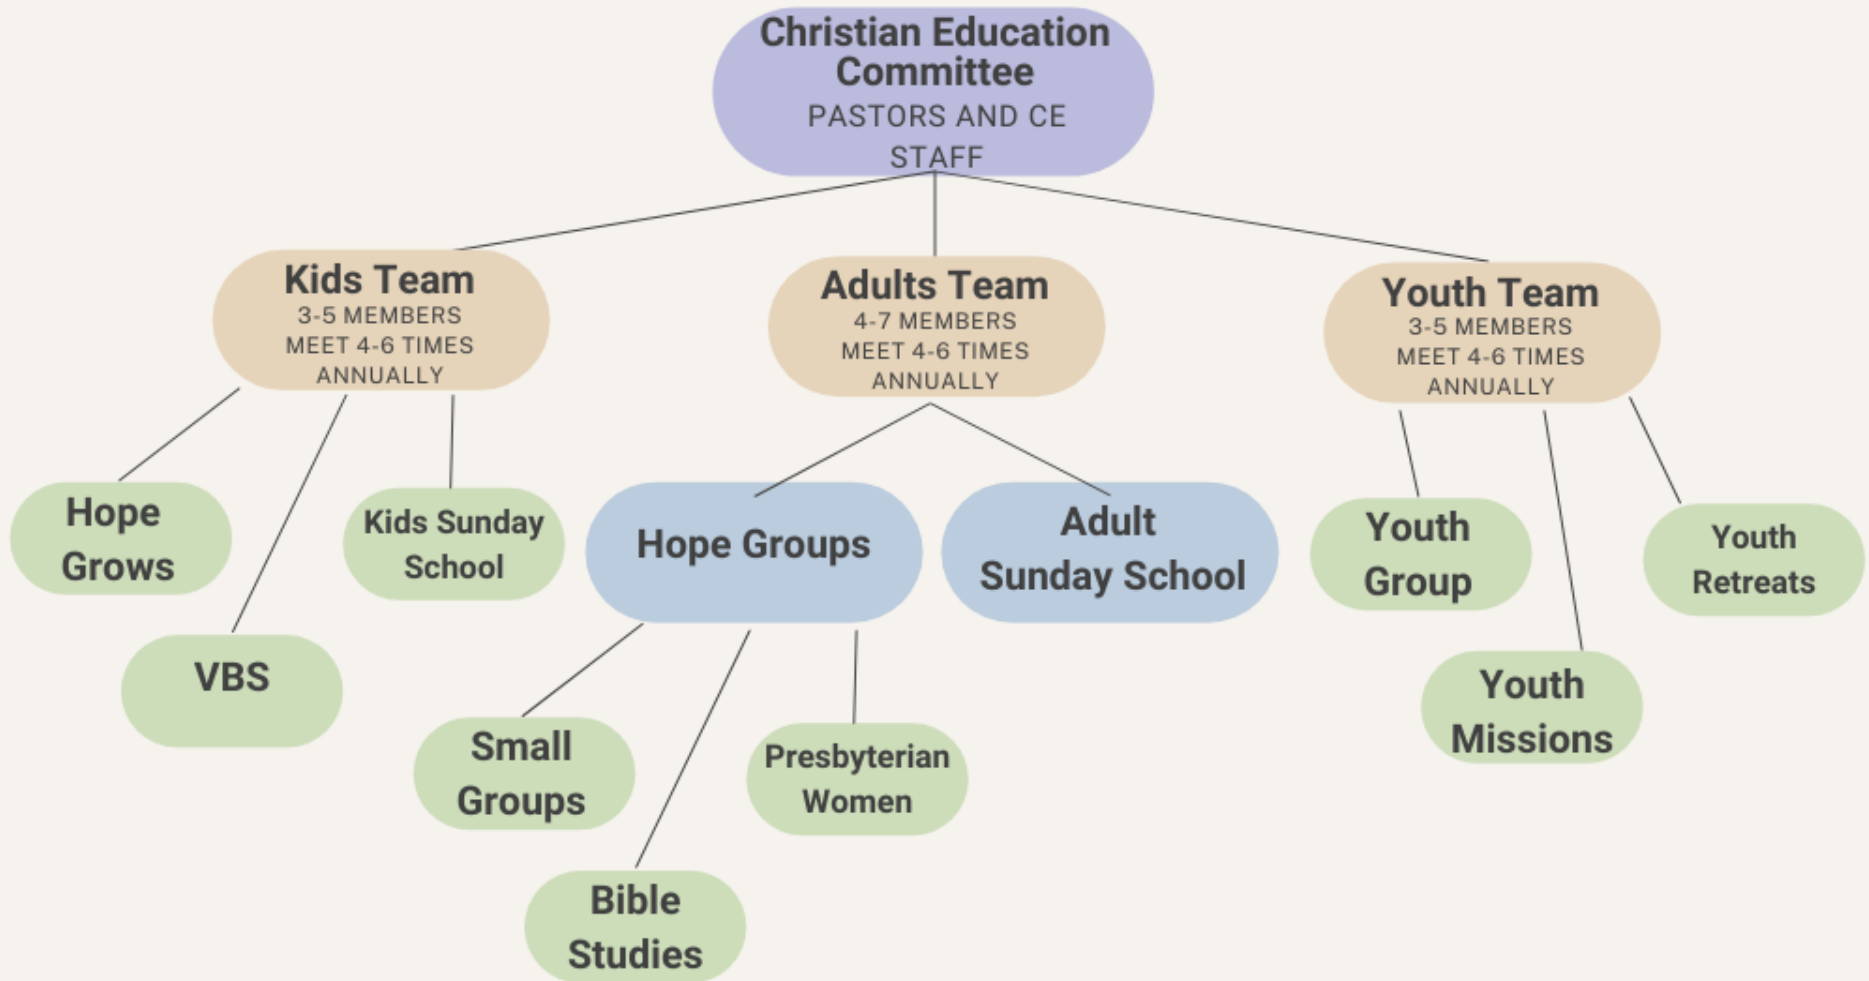 Christian Education
Committee
PASTORS AND CE
STAFF
Kids Team
3-5 MEMBERS
MEET 4-6 TIMES
ANNUALLY
Adults Team
4-7 MEMBERS
MEET 4-6 TIMES
ANNUALLY
Youth Team
3-5 MEMBERS
MEET 4-6 TIMES
ANNUALLY
Hope
Grows
VBS
Kids Sunday
School
Hope Groups
Adult
Sunday School
Small
Groups
Bible
Studies
Presbyterian
Women
Youth
Group
Youth
Missions
Youth
Retreats